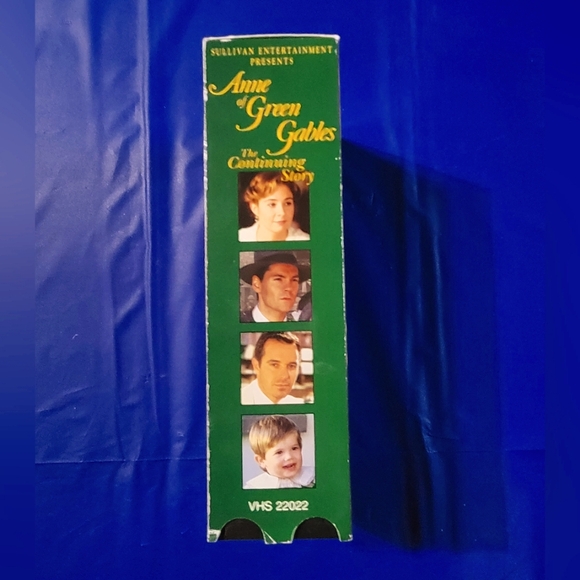 SULLIVAN ENTERTAINMENT
PRESENTS
Anne
of Green
Gables
The
Continuing
Story
VHS 22022